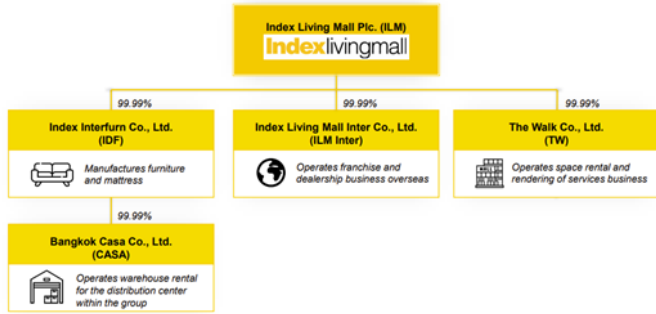 Index Living Mall Plc. (ILM)
Indexlivingmall
99.99%
99.99%
99.99%
Index Interfurn Co., Ltd.
(IDF)
Manufactures furniture
and mattress
Index Living Mall Inter Co., Ltd.
(ILM Inter)
Operates franchise and
dealership business overseas
The Walk Co., Ltd.
(TW)
Operates space rental and
rendering of services business
99.99%
Bangkok Casa Co., Ltd.
(CASA)
Operates warehouse rental
for the distribution center
within the group